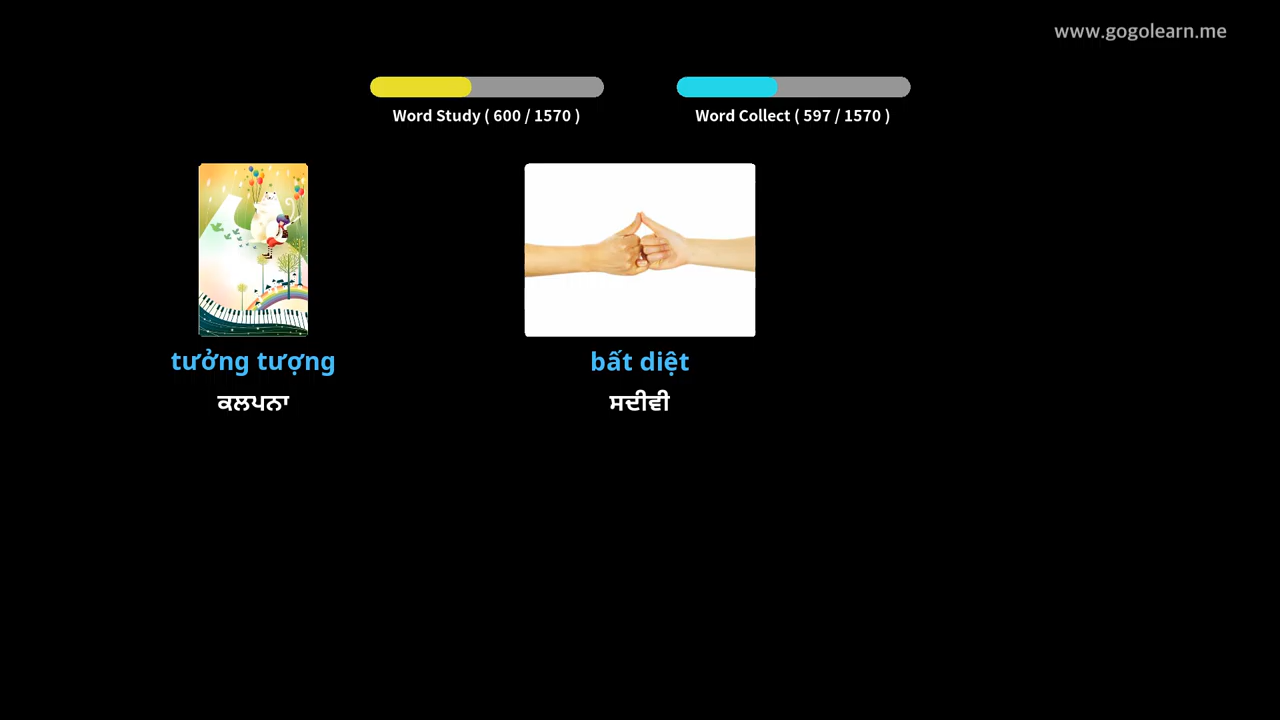 www.gogolearn.me
Word Study ( 600 / 1570 )
Word Collect ( 597 / 1570 )
tưởng tượng
ਕਲਪਨਾ
bất diệt
ਸਦੀਵੀ